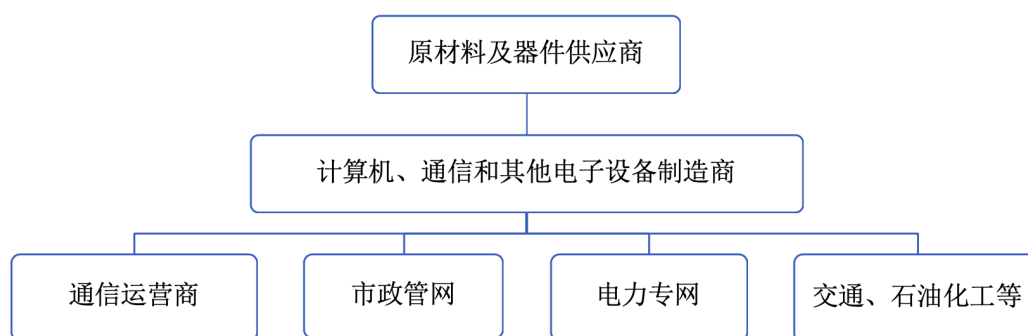 原材料及器件供应商
计算机、通信和其他电子设备制造商
通信运营商
市政管网
电力专网
交通、石油化工等